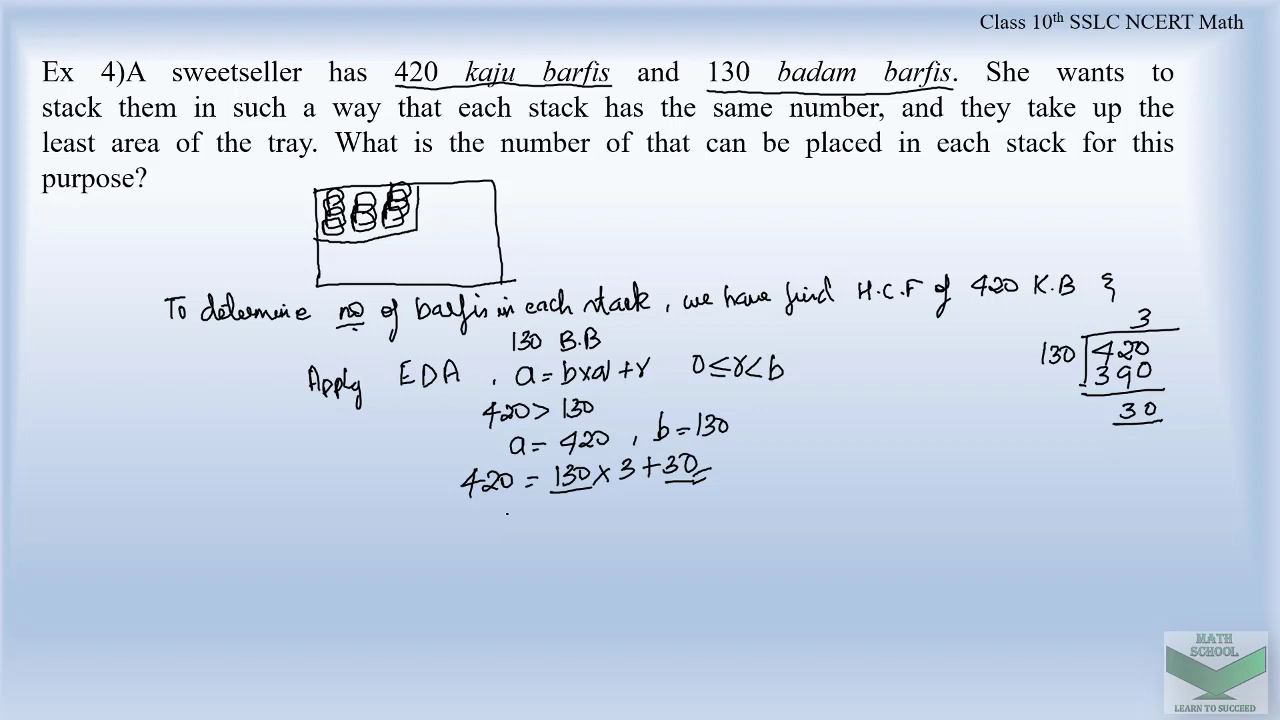 Class 10th SSLC NCERT Math
Ex 4)A sweetseller has 420 kaju barfis and 130 badam barfis. She wants to
stack them in such a way that each stack has the same number, and they take up the
least area of the tray. What is the number of that can be placed in each stack for this
purpose?
To determine no of barfis in each stack, we have find H.C.F of 420 K.B &
130 B.B
Apply EDA , a = b×q + r 0≤r<b
420 > 130
a = 420 , b = 130
420 = 130 × 3 + 30
3
130 420
- 390
30
MATH
SCHOOL
LEARN TO SUCCEED